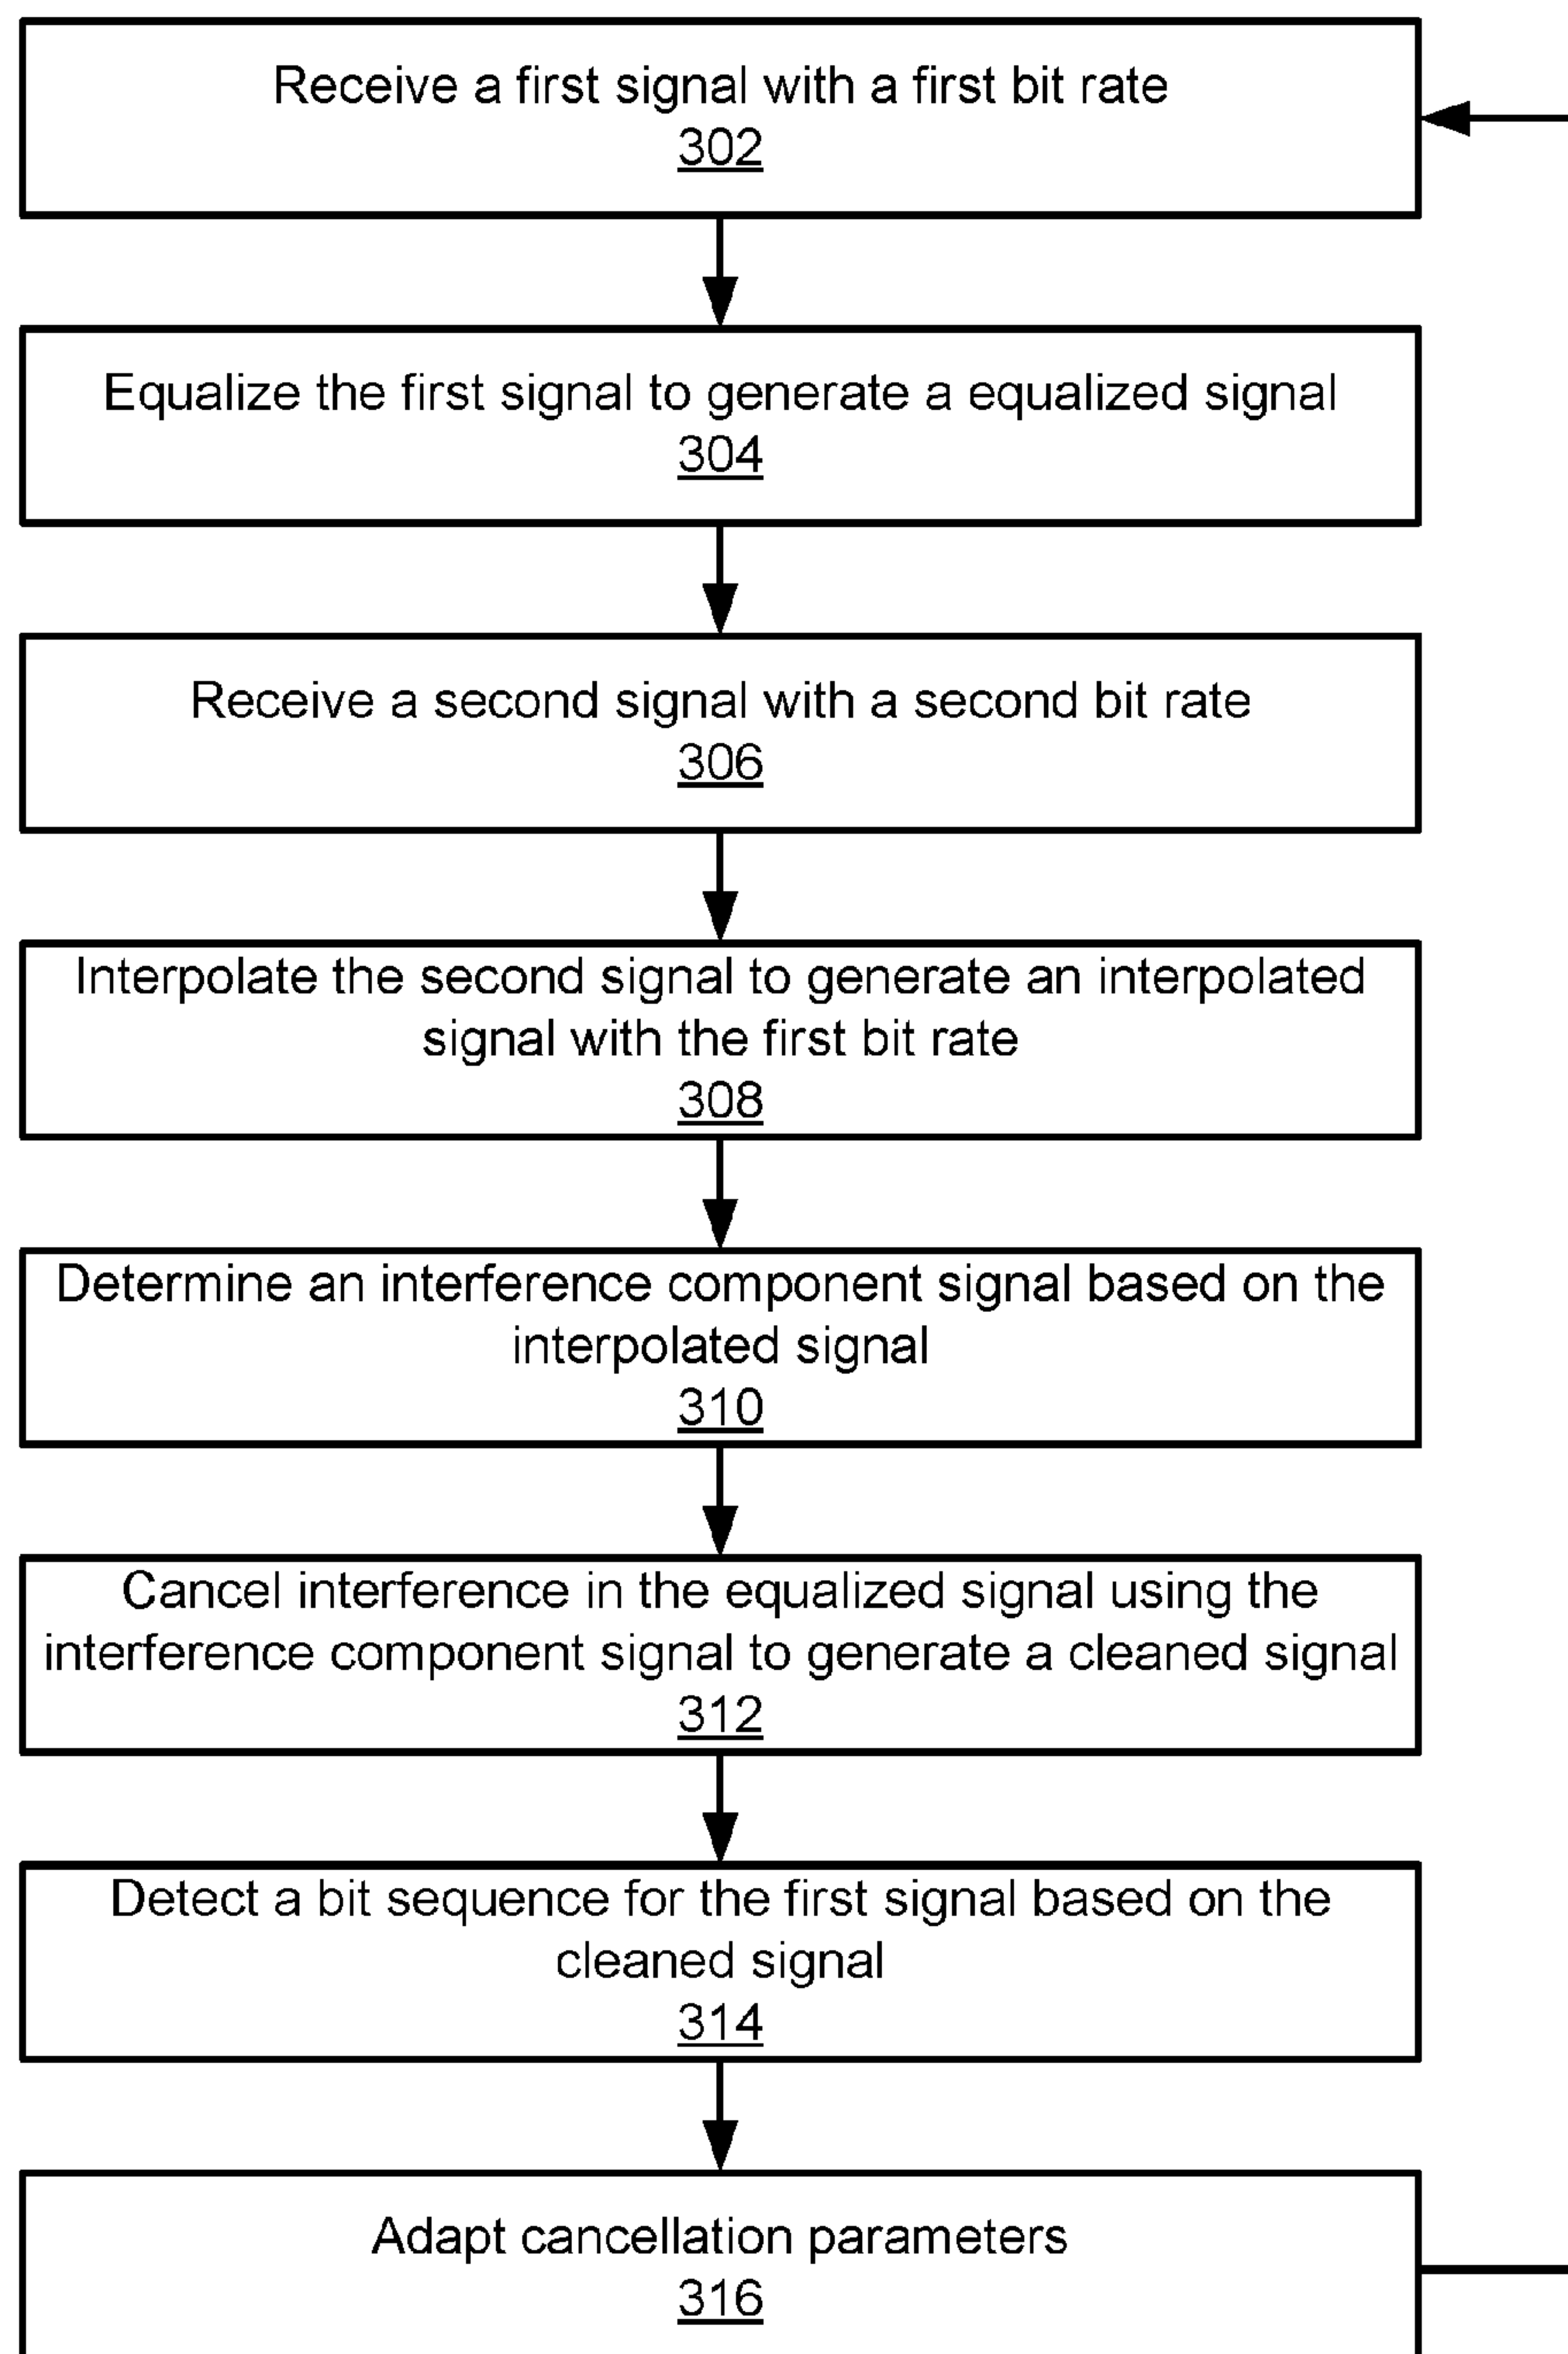 Receive a first signal with a first bit rate
302
Equalize the first signal to generate a equalized signal
304
Receive a second signal with a second bit rate
306
Interpolate the second signal to generate an interpolated
signal with the first bit rate
308
Determine an interference component signal based on the
interpolated signal
310
Cancel interference in the equalized signal using the
interference component signal to generate a cleaned signal
312
Detect a bit sequence for the first signal based on the
cleaned signal
314
Adapt cancellation parameters
316